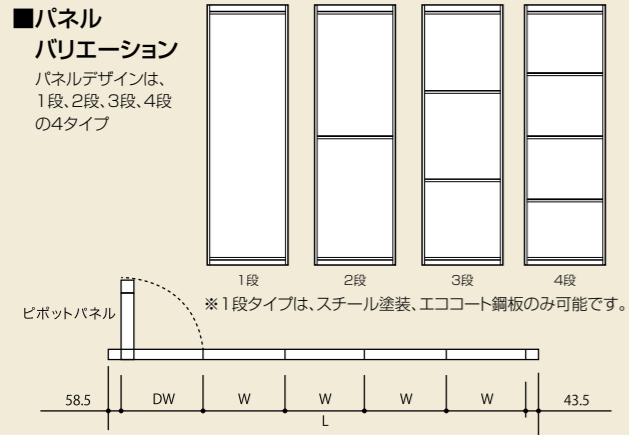 ■パネル
バリエーション
パネルデザインは、
1段、2段、3段、4段
の4タイプ
1段 2段 3段 4段
※1段タイプは、スチール塗装、エココート鋼板のみ可能です。
ピボットパネル
58.5 DW W W W W 43.5
L